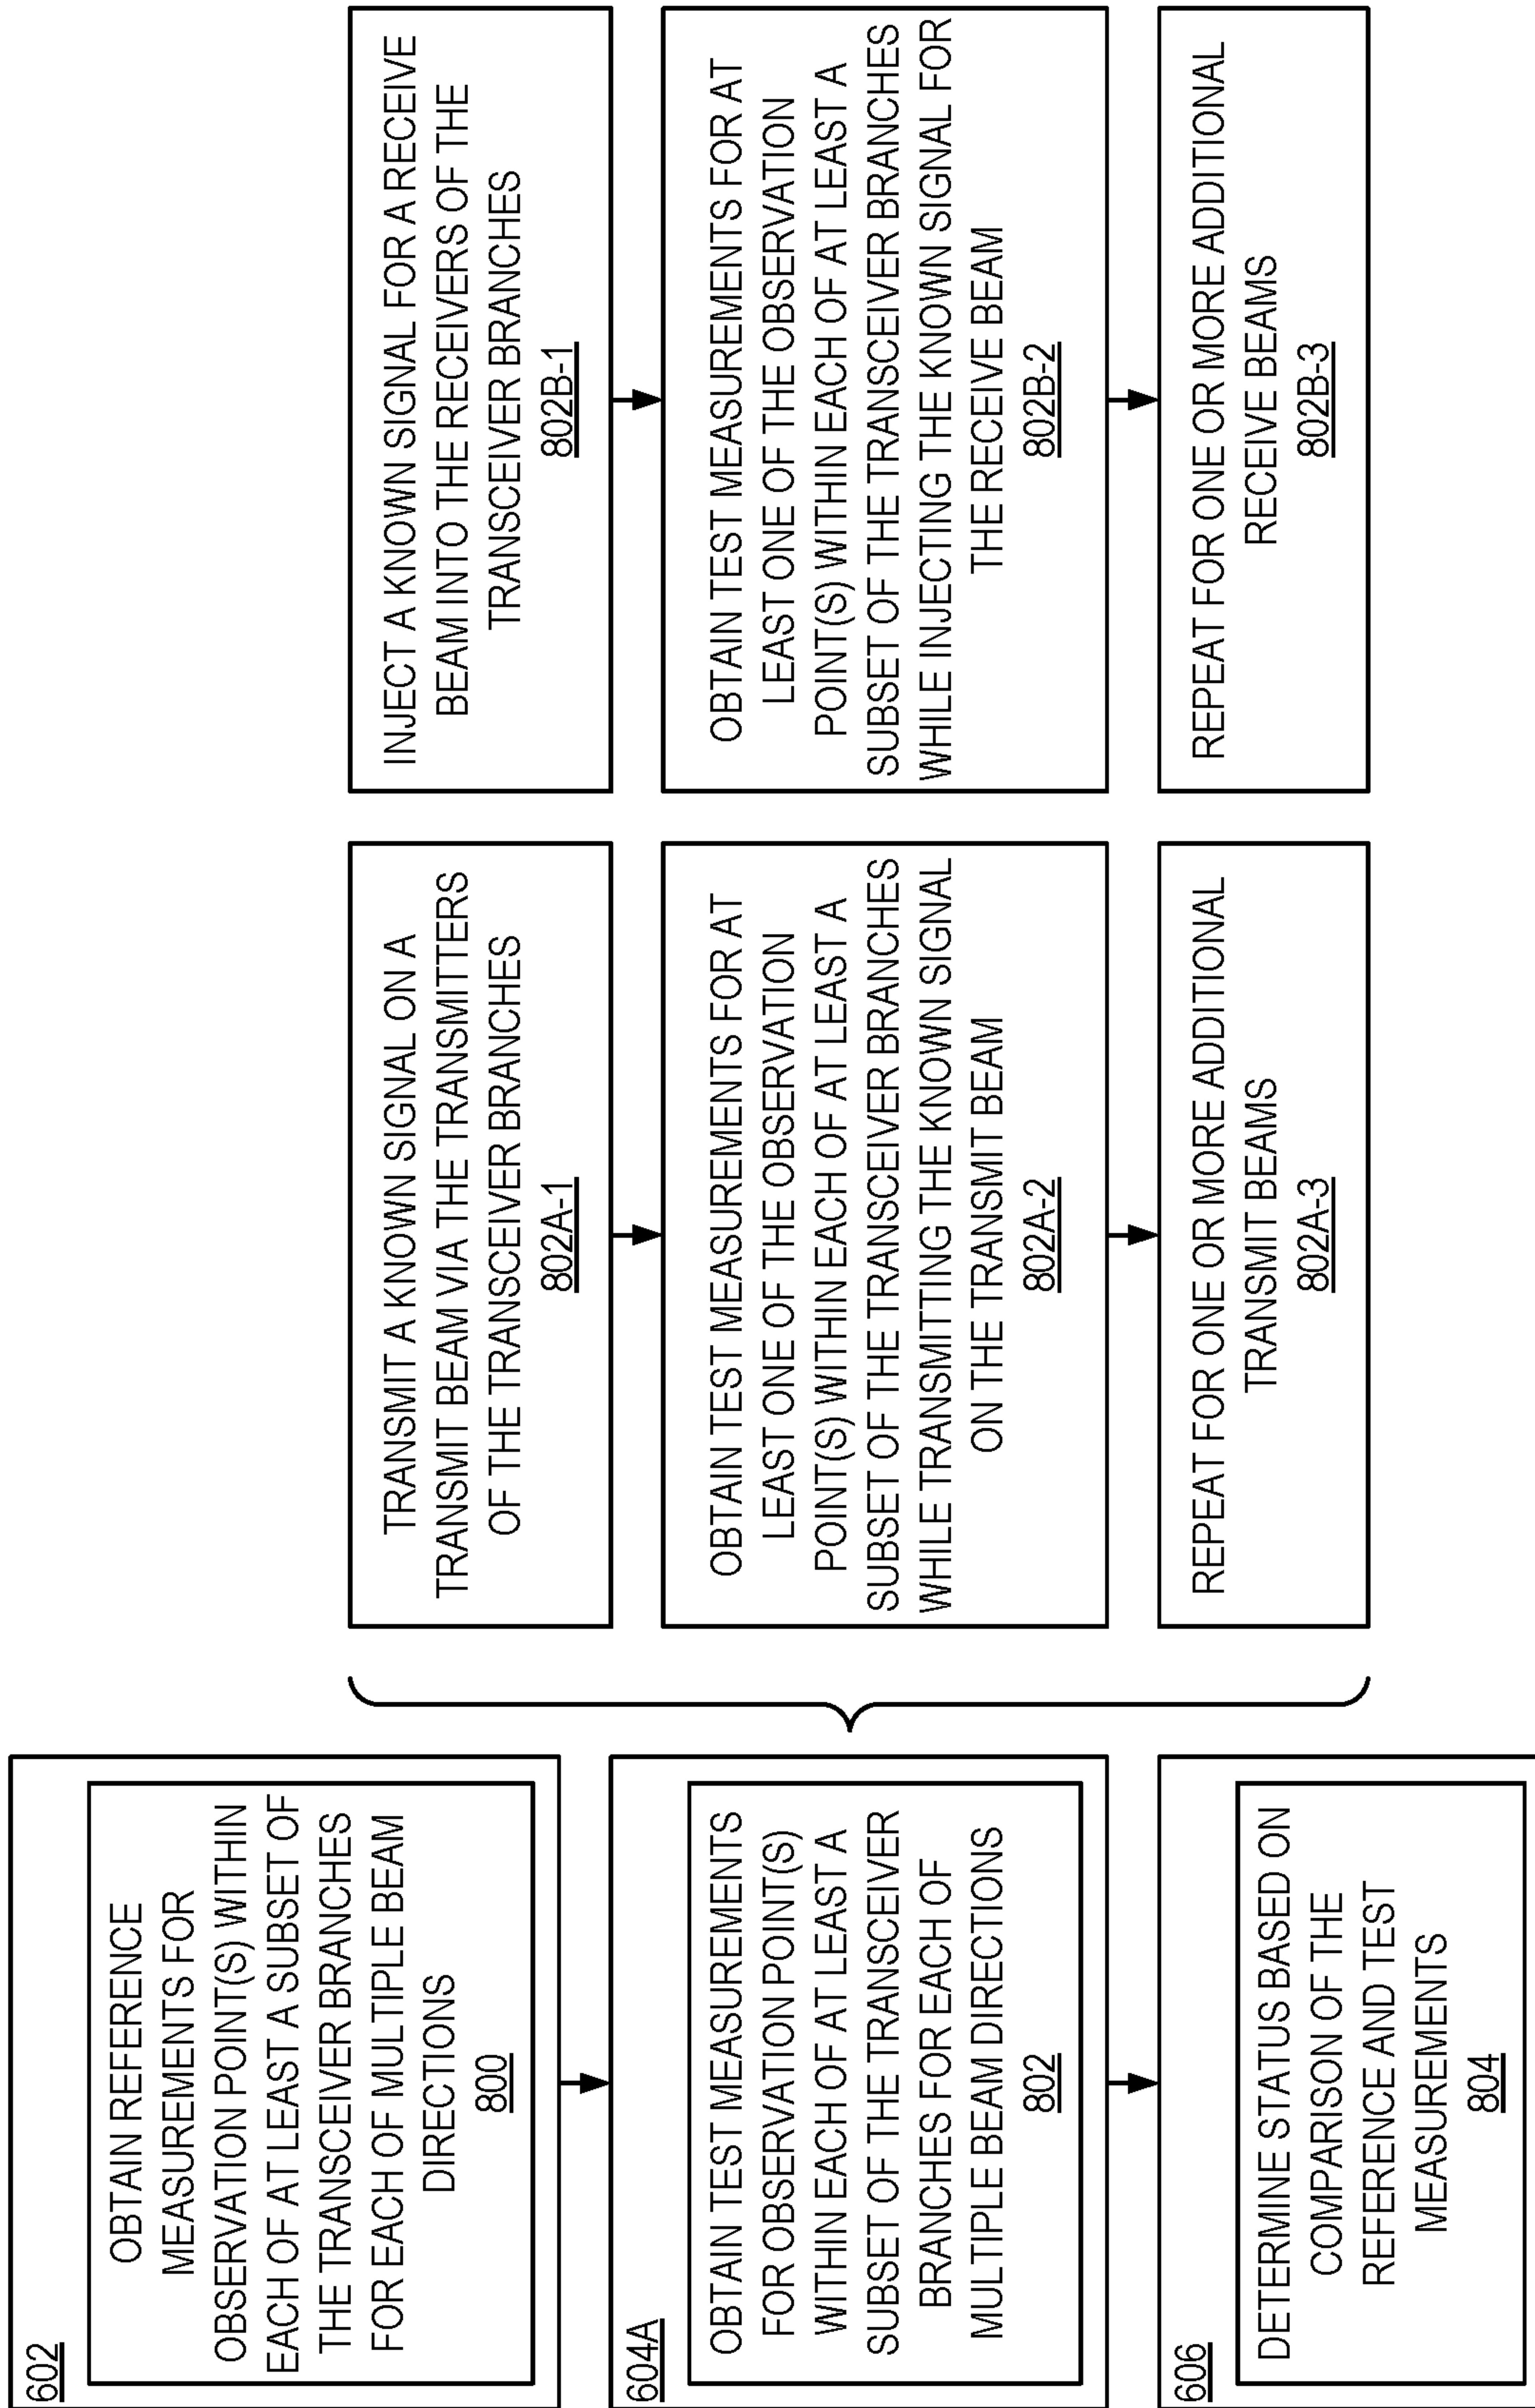 602
OBTAIN REFERENCE
MEASUREMENTS FOR
OBSERVATION POINT(S) WITHIN
EACH OF AT LEAST A SUBSET OF
THE TRANSCEIVER BRANCHES
FOR EACH OF MULTIPLE BEAM
DIRECTIONS
800
604A
OBTAIN TEST MEASUREMENTS
FOR OBSERVATION POINT(S)
WITHIN EACH OF AT LEAST A
SUBSET OF THE TRANSCEIVER
BRANCHES FOR EACH OF
MULTIPLE BEAM DIRECTIONS
802
606
DETERMINE STATUS BASED ON
COMPARISON OF THE
REFERENCE AND TEST
MEASUREMENTS
804
TRANSMIT A KNOWN SIGNAL ON A
TRANSMIT BEAM VIA THE TRANSMITTERS
OF THE TRANSCEIVER BRANCHES
802A-1
OBTAIN TEST MEASUREMENTS FOR AT
LEAST ONE OF THE OBSERVATION
POINT(S) WITHIN EACH OF AT LEAST A
SUBSET OF THE TRANSCEIVER BRANCHES
WHILE TRANSMITTING THE KNOWN SIGNAL
ON THE TRANSMIT BEAM
802A-2
REPEAT FOR ONE OR MORE ADDITIONAL
TRANSMIT BEAMS
802A-3
INJECT A KNOWN SIGNAL FOR A RECEIVE
BEAM INTO THE RECEIVERS OF THE
TRANSCEIVER BRANCHES
802B-1
OBTAIN TEST MEASUREMENTS FOR AT
LEAST ONE OF THE OBSERVATION
POINT(S) WITHIN EACH OF AT LEAST A
SUBSET OF THE TRANSCEIVER BRANCHES
WHILE INJECTING THE KNOWN SIGNAL FOR
THE RECEIVE BEAM
802B-2
REPEAT FOR ONE OR MORE ADDITIONAL
RECEIVE BEAMS
802B-3